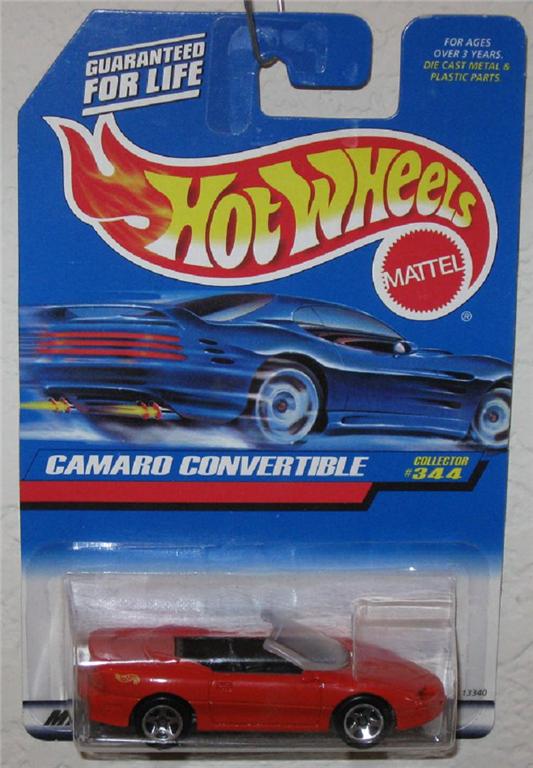 GUARANTEED
FOR LIFE
FOR AGES
OVER 3 YEARS.
DIE CAST METAL &
PLASTIC PARTS.
HOT WHEELS
MATTEL
®
CAMARO CONVERTIBLE
COLLECTOR
#344
13340